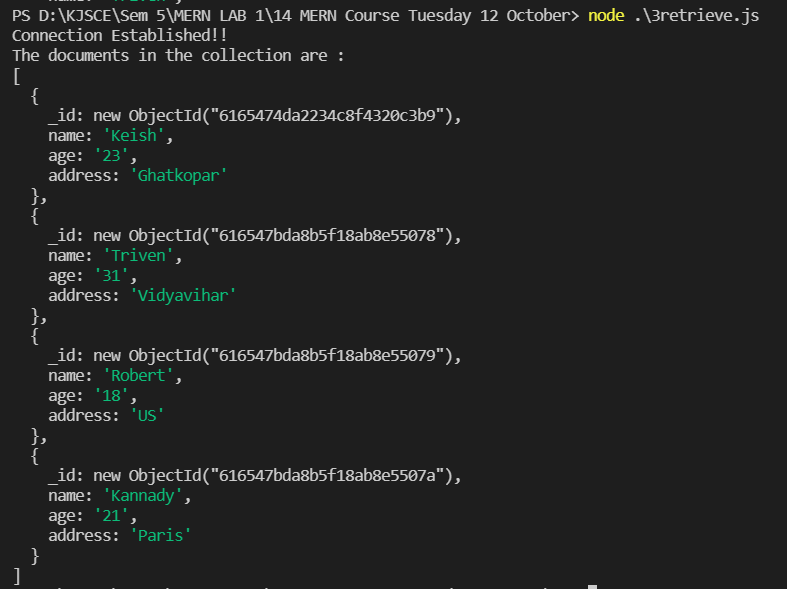 PS D:\KJSCE\Sem 5\MERN LAB 1\14 MERN Course Tuesday 12 October> node .\3retrieve.js
Connection Established!!
The documents in the collection are :
[
  {
    _id: new ObjectId("6165474da2234c8f4320c3b9"),
    name: 'Keish',
    age: '23',
    address: 'Ghatkopar'
  },
  {
    _id: new ObjectId("616547bda8b5f18ab8e55078"),
    name: 'Triven',
    age: '31',
    address: 'Vidyavihar'
  },
  {
    _id: new ObjectId("616547bda8b5f18ab8e55079"),
    name: 'Robert',
    age: '18',
    address: 'US'
  },
  {
    _id: new ObjectId("616547bda8b5f18ab8e5507a"),
    name: 'Kannady',
    age: '21',
    address: 'Paris'
  }
]